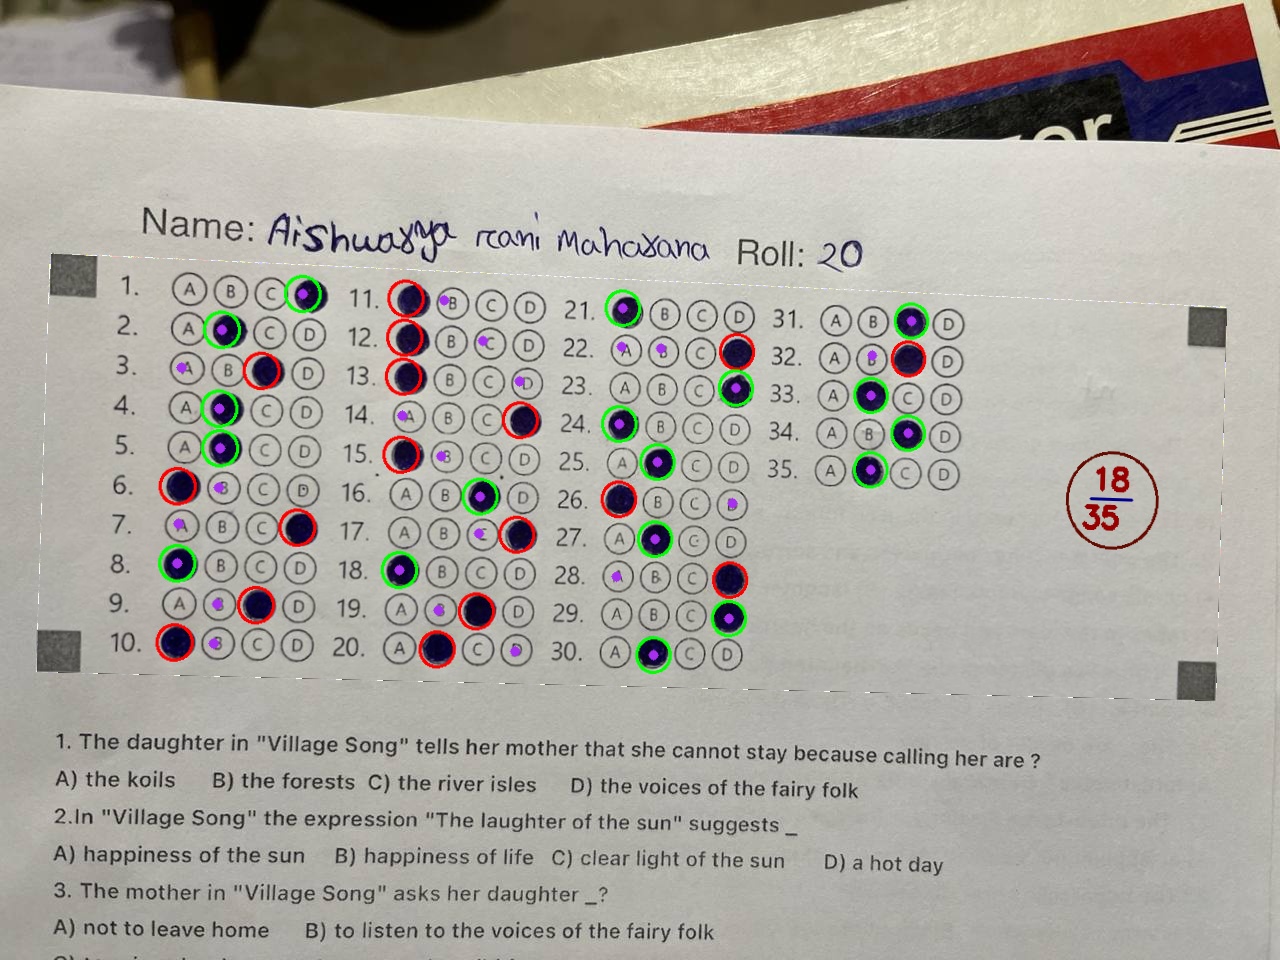 Name: Aishwasya rani Mahasana Roll: 20
1. A B C 11. B C D 21. B C D 31. A B D
2. A C D 12. B C D 22. A B C 32. A B D
3. A B D 13. B C D 23. A B C 33. A C D
4. A C D 14. A B C 24. B C D 34. A B D
5. A C D 15. B C D 25. A C D 35. A C D
6. B C D 16. A B D 26. B C D
7. A B C 17. A B C 27. A C D
8. B C D 18. B C D 28. A B C
9. A B D 19. A B D 29. A B C
10. B C D 20. A C D 30. A C D
18
35
1. The daughter in "Village Song" tells her mother that she cannot stay because calling her are ?
A) the koils B) the forests C) the river isles D) the voices of the fairy folk
2.In "Village Song" the expression "The laughter of the sun" suggests _
A) happiness of the sun B) happiness of life C) clear light of the sun D) a hot day
3. The mother in "Village Song" asks her daughter _?
A) not to leave home B) to listen to the voices of the fairy folk